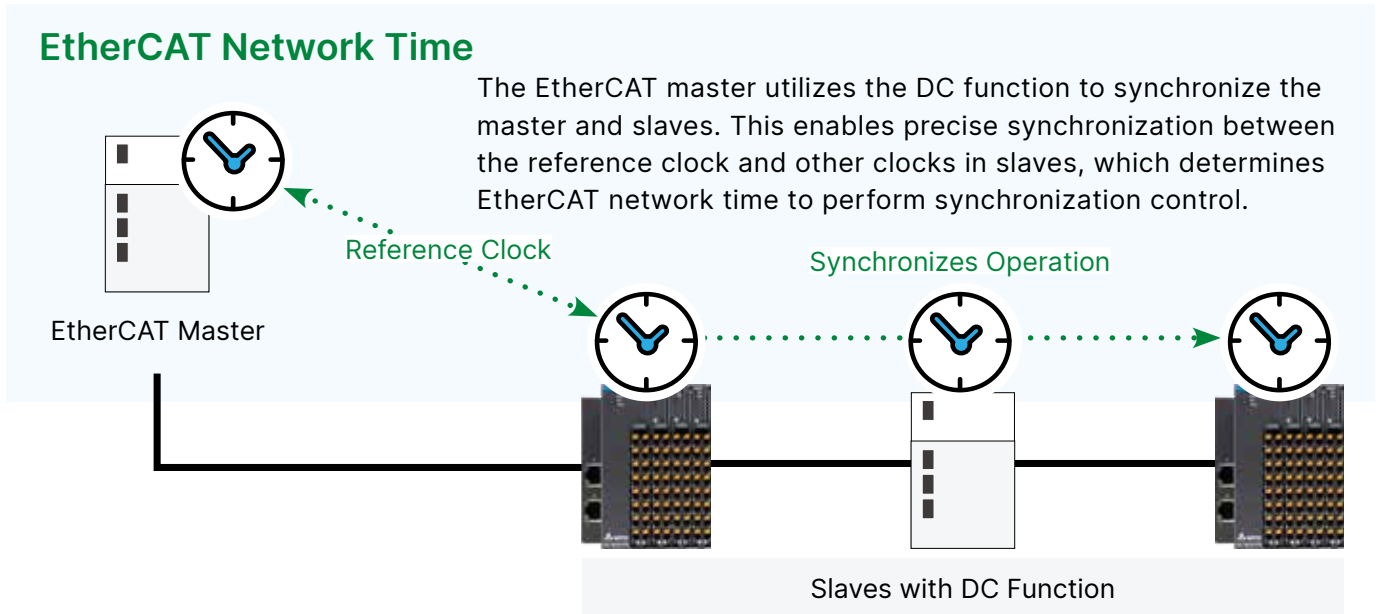 EtherCAT Network Time
The EtherCAT master utilizes the DC function to synchronize the
master and slaves. This enables precise synchronization between
the reference clock and other clocks in slaves, which determines
EtherCAT network time to perform synchronization control.
Reference Clock
Synchronizes Operation
EtherCAT Master
Slaves with DC Function